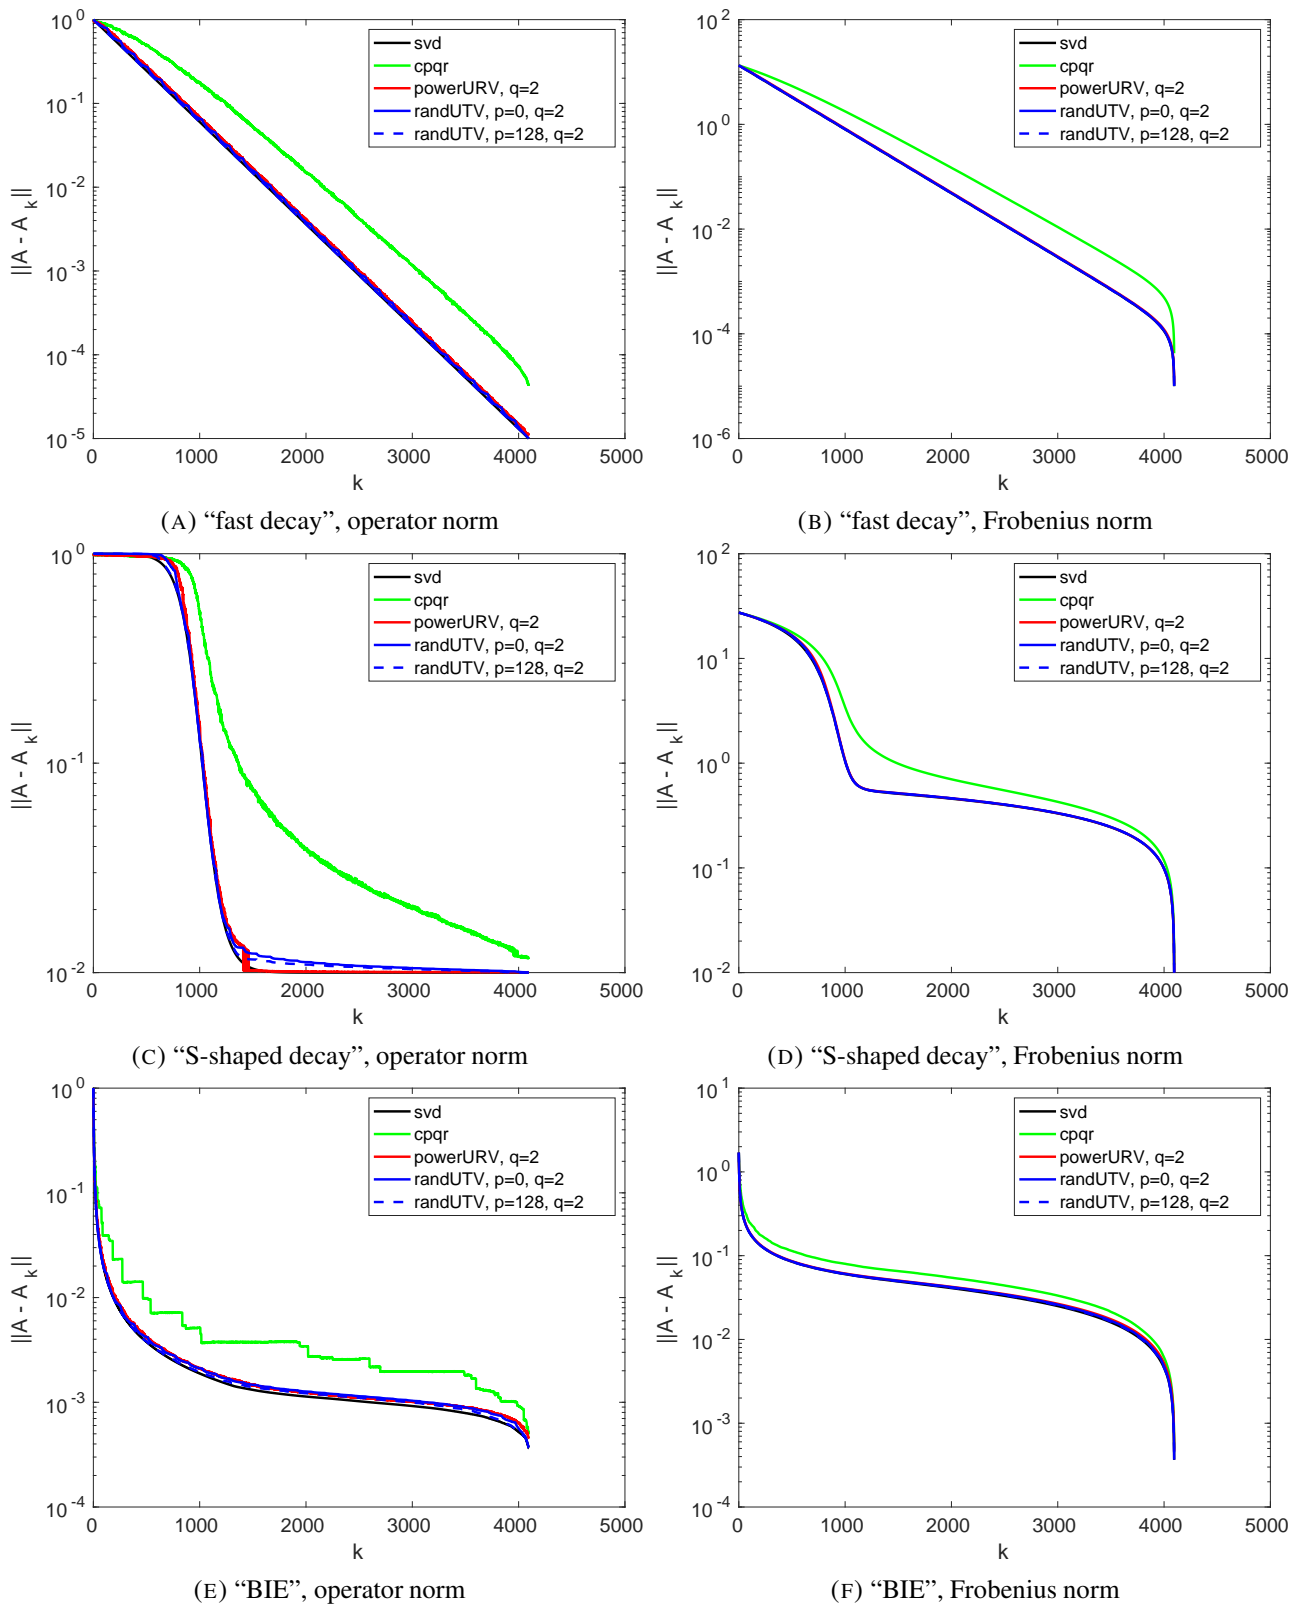 10^0
10^-1
10^-2
10^-3
10^-4
10^-5
||A - A_k||
svd
cpqr
powerURV, q=2
randUTV, p=0, q=2
randUTV, p=128, q=2
0 1000 2000 3000 4000 5000
k
(A) “fast decay”, operator norm
10^2
10^0
10^-2
10^-4
10^-6
||A - A_k||
svd
cpqr
powerURV, q=2
randUTV, p=0, q=2
randUTV, p=128, q=2
0 1000 2000 3000 4000 5000
k
(B) “fast decay”, Frobenius norm
10^0
10^-1
10^-2
||A - A_k||
svd
cpqr
powerURV, q=2
randUTV, p=0, q=2
randUTV, p=128, q=2
0 1000 2000 3000 4000 5000
k
(C) “S-shaped decay”, operator norm
10^2
10^1
10^0
10^-1
10^-2
||A - A_k||
svd
cpqr
powerURV, q=2
randUTV, p=0, q=2
randUTV, p=128, q=2
0 1000 2000 3000 4000 5000
k
(D) “S-shaped decay”, Frobenius norm
10^0
10^-1
10^-2
10^-3
10^-4
||A - A_k||
svd
cpqr
powerURV, q=2
randUTV, p=0, q=2
randUTV, p=128, q=2
0 1000 2000 3000 4000 5000
k
(E) “BIE”, operator norm
10^1
10^0
10^-1
10^-2
10^-3
10^-4
||A - A_k||
svd
cpqr
powerURV, q=2
randUTV, p=0, q=2
randUTV, p=128, q=2
0 1000 2000 3000 4000 5000
k
(F) “BIE”, Frobenius norm